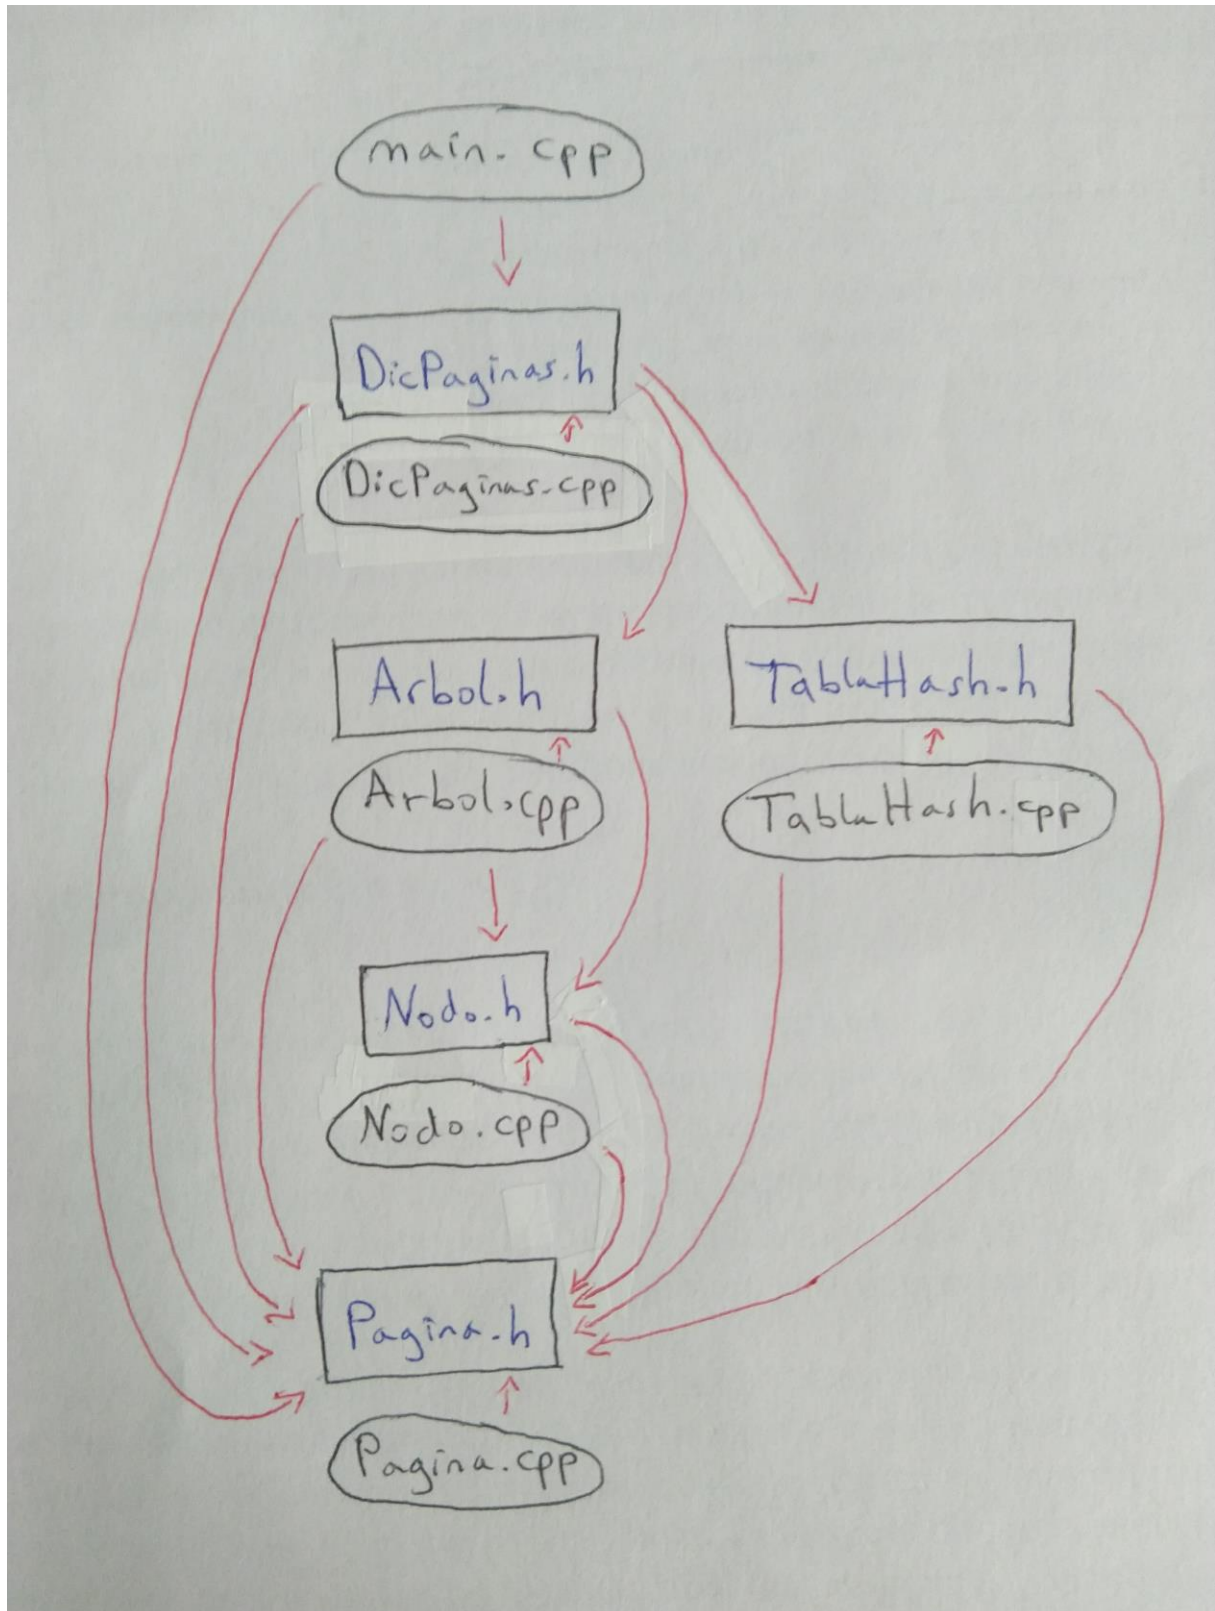 main.cpp
DicPaginas.h
DicPaginas.cpp
Arbol.h
TablaHash.h
Arbol.cpp
TablaHash.cpp
Nodo.h
Nodo.cpp
Pagina.h
Pagina.cpp